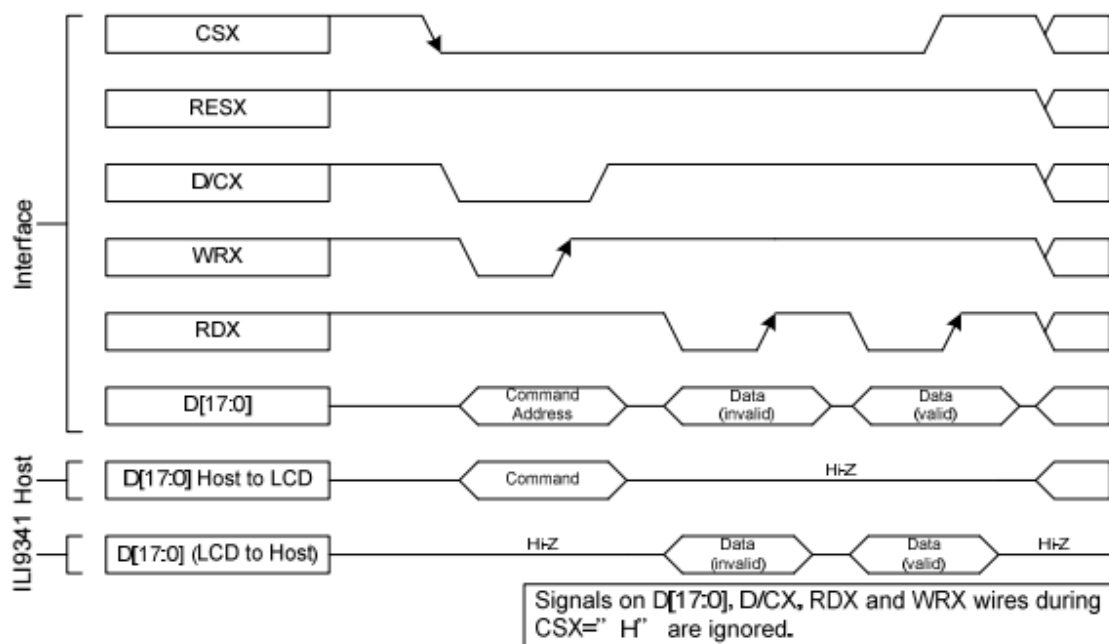 CSX
RESX
D/CX
WRX
RDX
Interface
D[17:0]
Command
Address
Data
(invalid)
Data
(valid)
Host
D[17:0] Host to LCD
Command
Hi-Z
ILI9341
D[17:0] (LCD to Host)
Hi-Z
Data
(invalid)
Data
(valid)
Hi-Z
Signals on D[17:0], D/CX, RDX and WRX wires during
CSX=” H” are ignored.